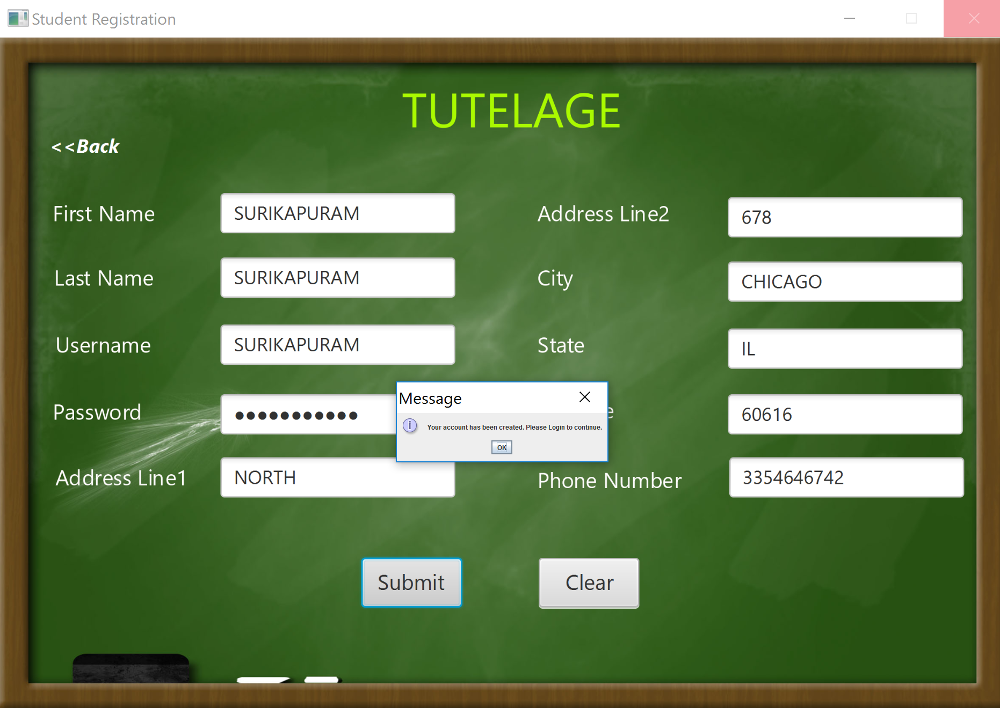 Student Registration
TUTELAGE
<<Back
First Name
SURIKAPURAM
Address Line2
678
Last Name
SURIKAPURAM
City
CHICAGO
Username
SURIKAPURAM
State
IL
Password
●●●●●●●●●●●
60616
Message
Your account has been created. Please Login to continue.
OK
Address Line1
NORTH
Phone Number
3354646742
Submit
Clear